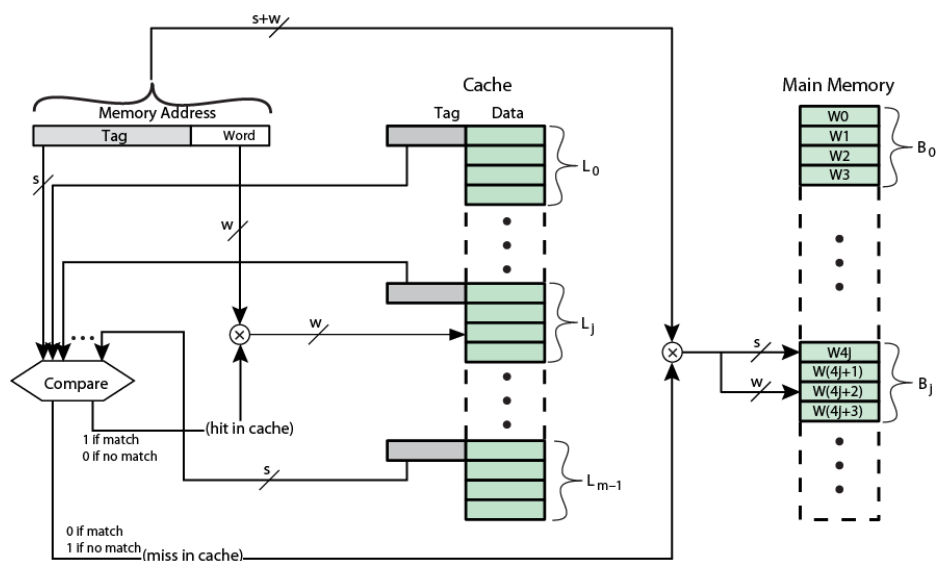 s+w
Cache
Main Memory
Memory Address
Tag
Word
Tag
Data
W0
W1
W2
W3
B0
L0
s
w
w
Lj
Compare
1 if match
0 if no match
(hit in cache)
s
w
W4j
W(4j+1)
W(4j+2)
W(4j+3)
Bj
s
Lm–1
0 if match
1 if no match
(miss in cache)